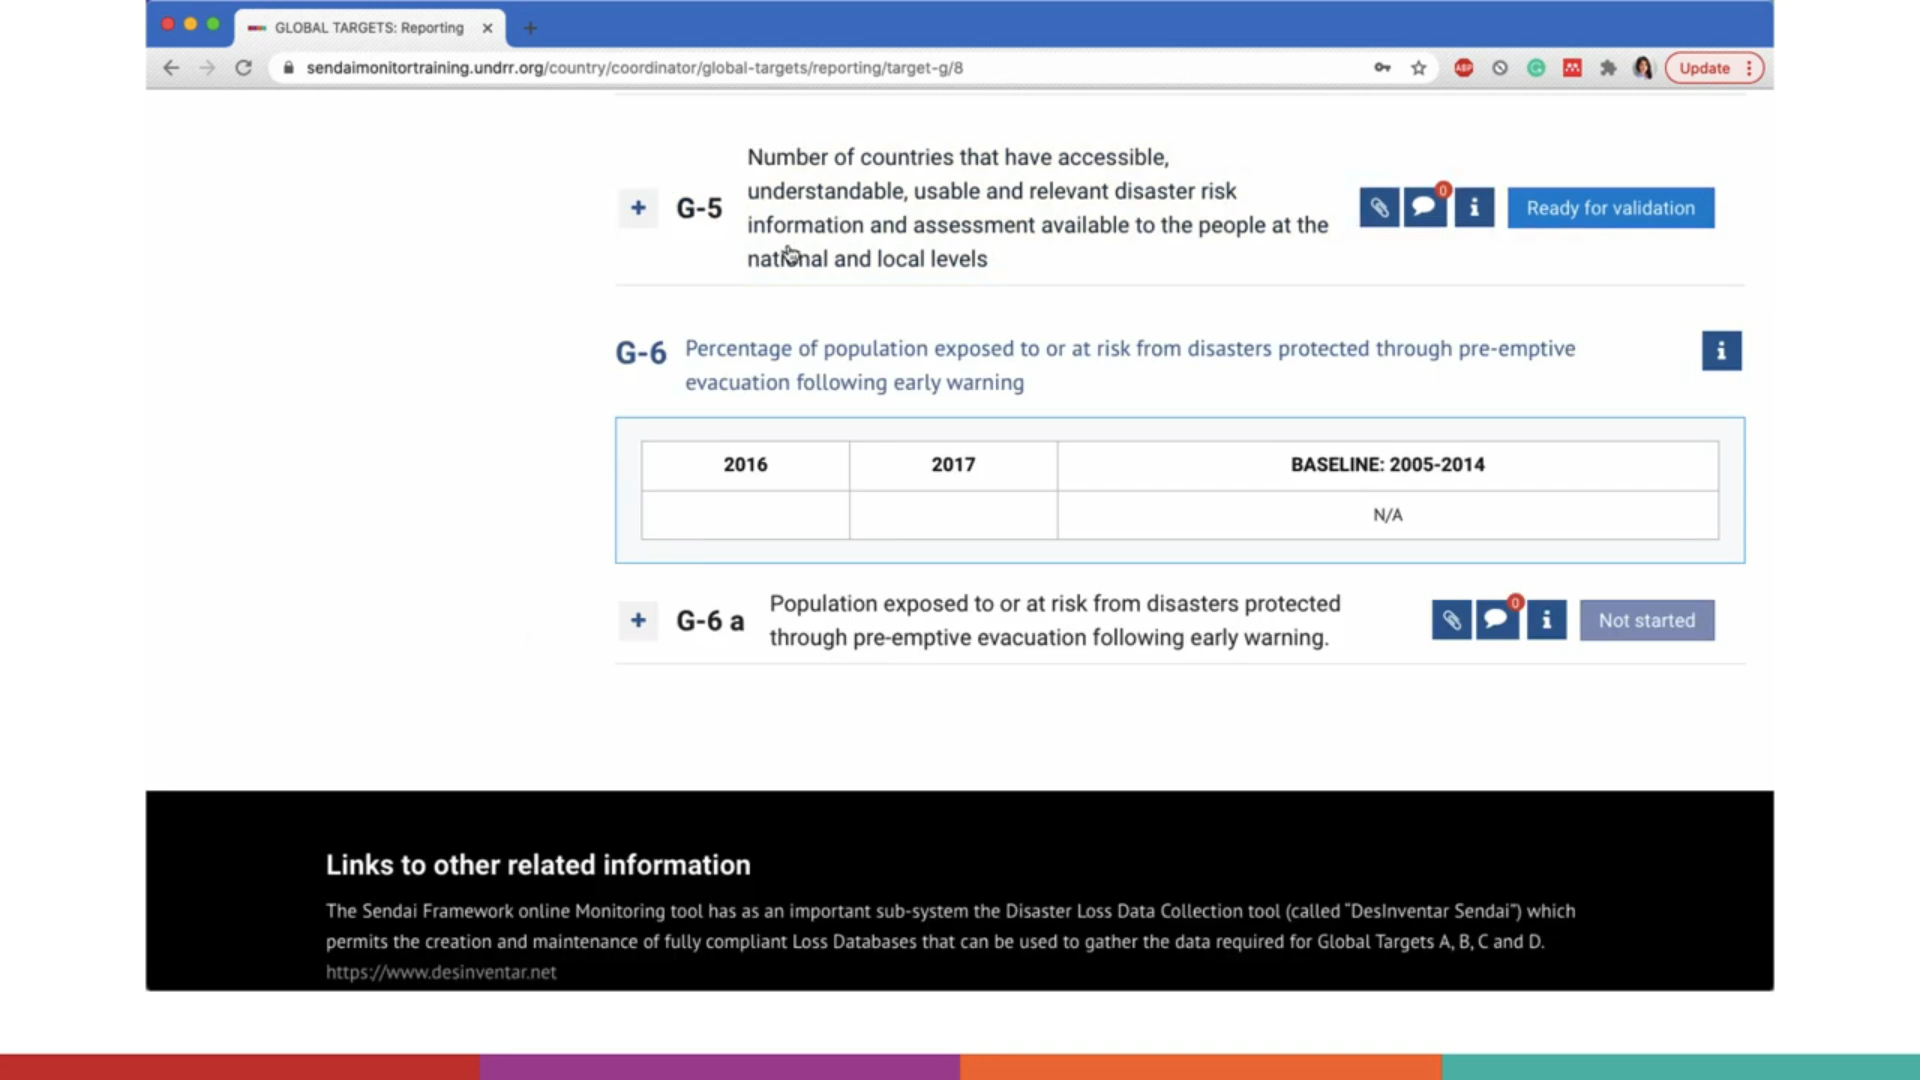 GLOBAL TARGETS: Reporting
sendaimonitortraining.undrr.org/country/coordinator/global-targets/reporting/target-g/8
ABP
Update
Number of countries that have accessible,
understandable, usable and relevant disaster risk
G-5
information and assessment available to the people at the
national and local levels
0
Ready for validation
G-6
Percentage of population exposed to or at risk from disasters protected through pre-emptive
evacuation following early warning
2016 2017 BASELINE: 2005-2014
N/A
G-6 a
Population exposed to or at risk from disasters protected
through pre-emptive evacuation following early warning.
0
Not started
Links to other related information
The Sendai Framework online Monitoring tool has as an important sub-system the Disaster Loss Data Collection tool (called “DesInventar Sendai”) which
permits the creation and maintenance of fully compliant Loss Databases that can be used to gather the data required for Global Targets A, B, C and D.
https://www.desinventar.net